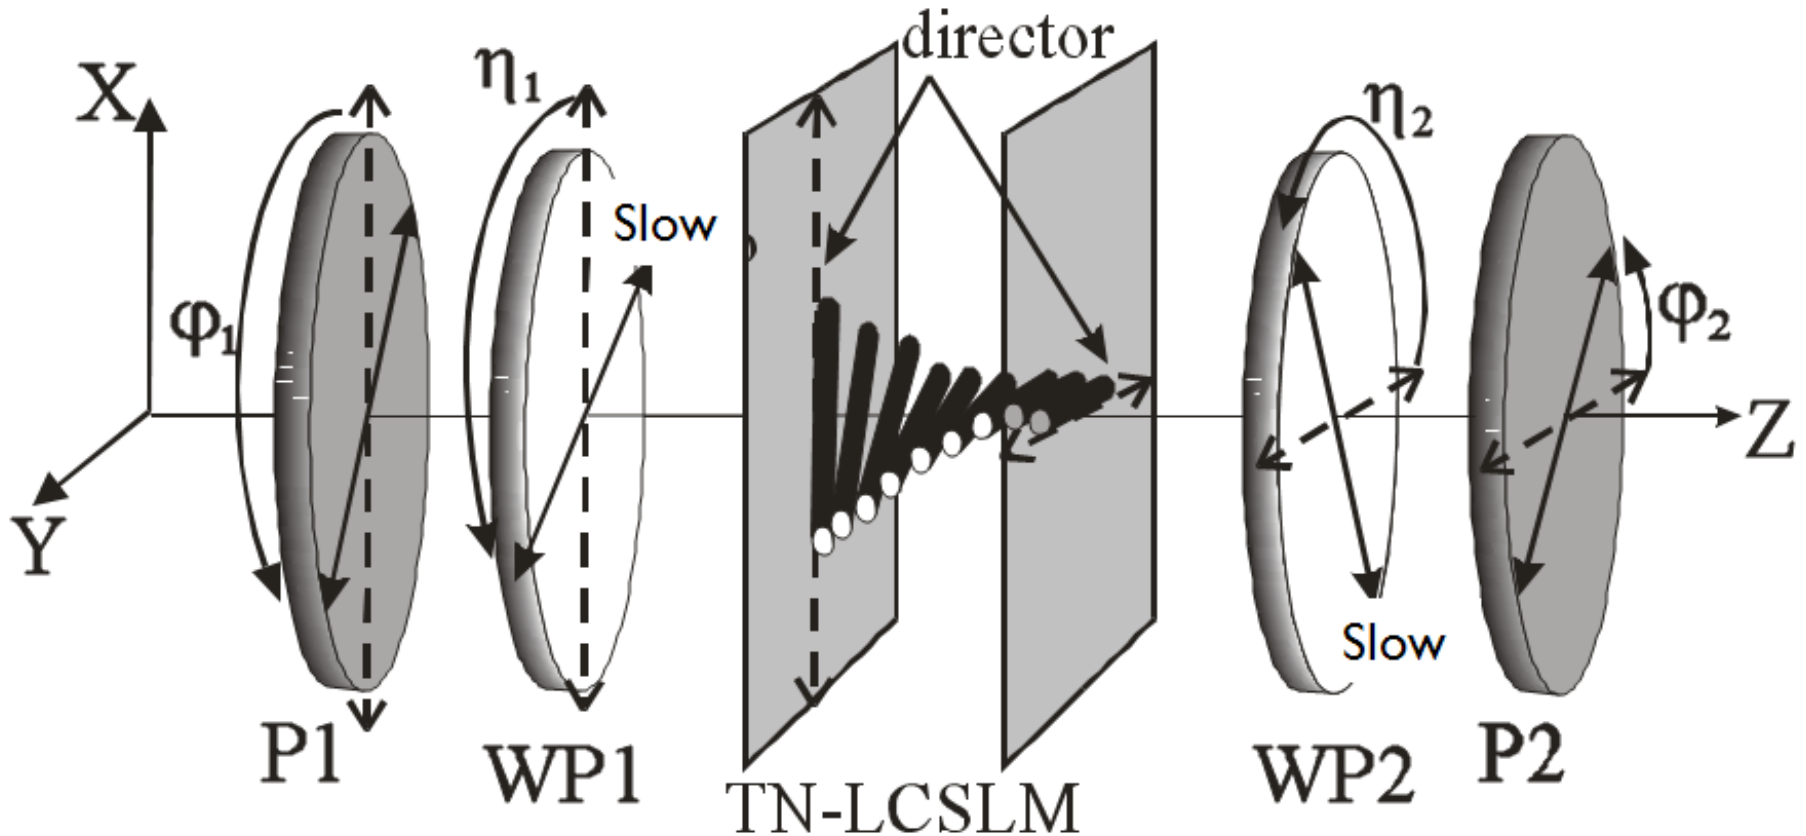 director
X
η₁
η₂
Slow
φ₁
φ₂
Z
Y
Slow
P1
WP1
WP2
P2
TN-LCSLM